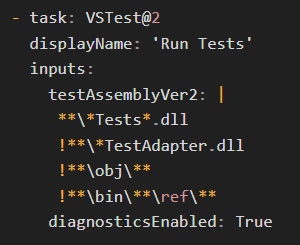 - task: VSTest@2
displayName: 'Run Tests'
inputs:
testAssemblyVer2: |
**\*Tests*.dll
!**\*TestAdapter.dll
!**\obj\**
!**\bin\**\ref\**
diagnosticsEnabled: True